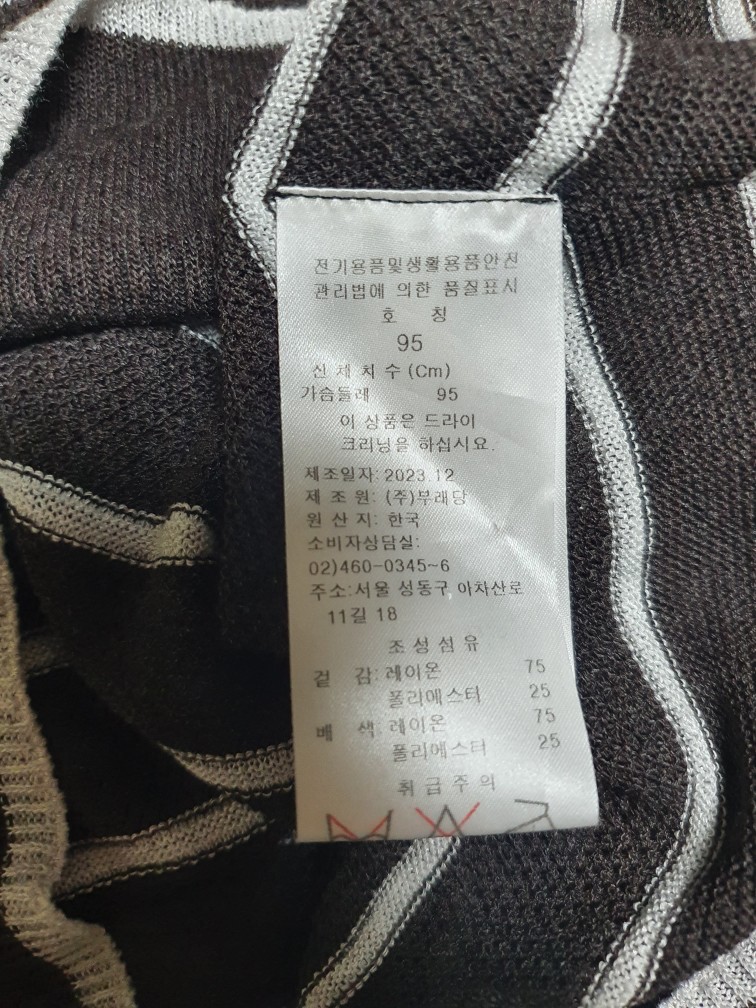 전기용품및생활용품안전
관리법에 의한 품질표시
호 칭
95
신 체 치 수 (Cm)
가슴둘레 95
이 상품은 드라이
크리닝을 하십시요.
제조일자: 2023.12
제 조 원: (주)부래당
원 산 지: 한국
소비자상담실:
02)460-0345~6
주소:서울 성동구 아차산로
11길 18
조 성 섬 유
겉 감: 레이온 75
폴리에스터 25
배 색: 레이온 75
폴리에스터 25
취 급 주 의